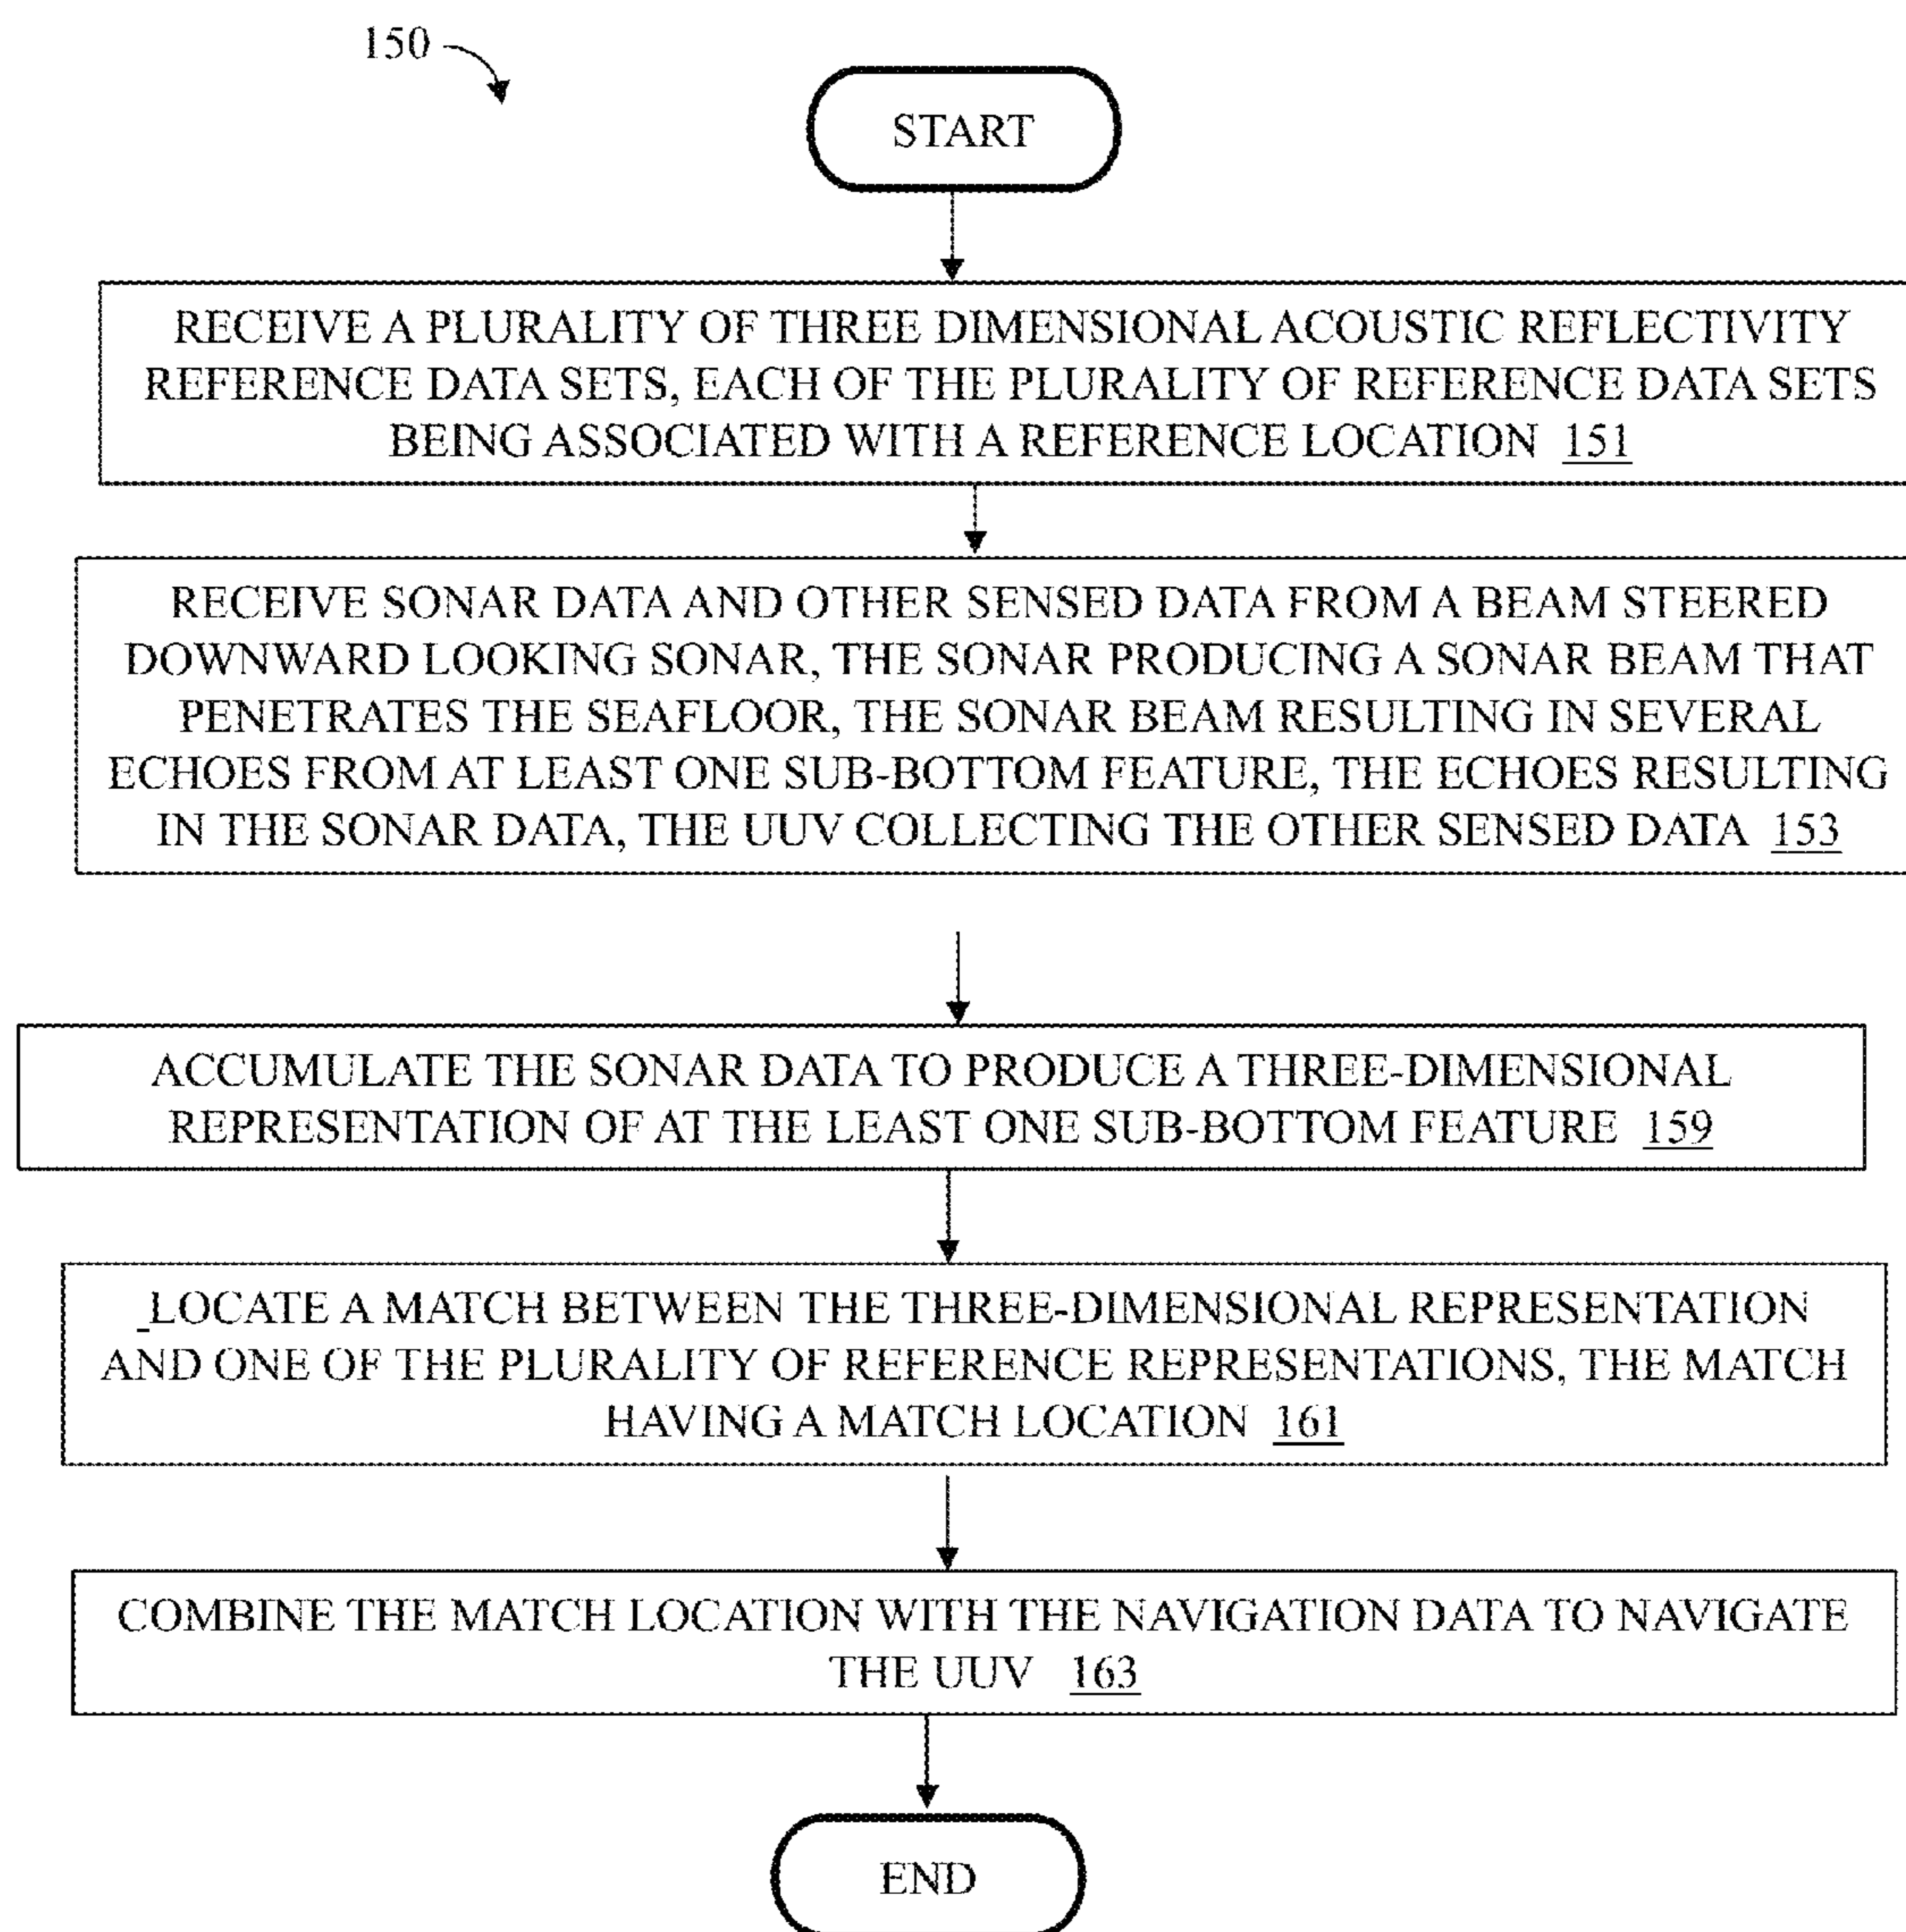 150
START
RECEIVE A PLURALITY OF THREE DIMENSIONAL ACOUSTIC REFLECTIVITY
REFERENCE DATA SETS, EACH OF THE PLURALITY OF REFERENCE DATA SETS
BEING ASSOCIATED WITH A REFERENCE LOCATION 151
RECEIVE SONAR DATA AND OTHER SENSED DATA FROM A BEAM STEERED
DOWNWARD LOOKING SONAR, THE SONAR PRODUCING A SONAR BEAM THAT
PENETRATES THE SEAFLOOR, THE SONAR BEAM RESULTING IN SEVERAL
ECHOES FROM AT LEAST ONE SUB-BOTTOM FEATURE, THE ECHOES RESULTING
IN THE SONAR DATA, THE UUV COLLECTING THE OTHER SENSED DATA 153
ACCUMULATE THE SONAR DATA TO PRODUCE A THREE-DIMENSIONAL
REPRESENTATION OF AT THE LEAST ONE SUB-BOTTOM FEATURE 159
LOCATE A MATCH BETWEEN THE THREE-DIMENSIONAL REPRESENTATION
AND ONE OF THE PLURALITY OF REFERENCE REPRESENTATIONS, THE MATCH
HAVING A MATCH LOCATION 161
COMBINE THE MATCH LOCATION WITH THE NAVIGATION DATA TO NAVIGATE
THE UUV 163
END